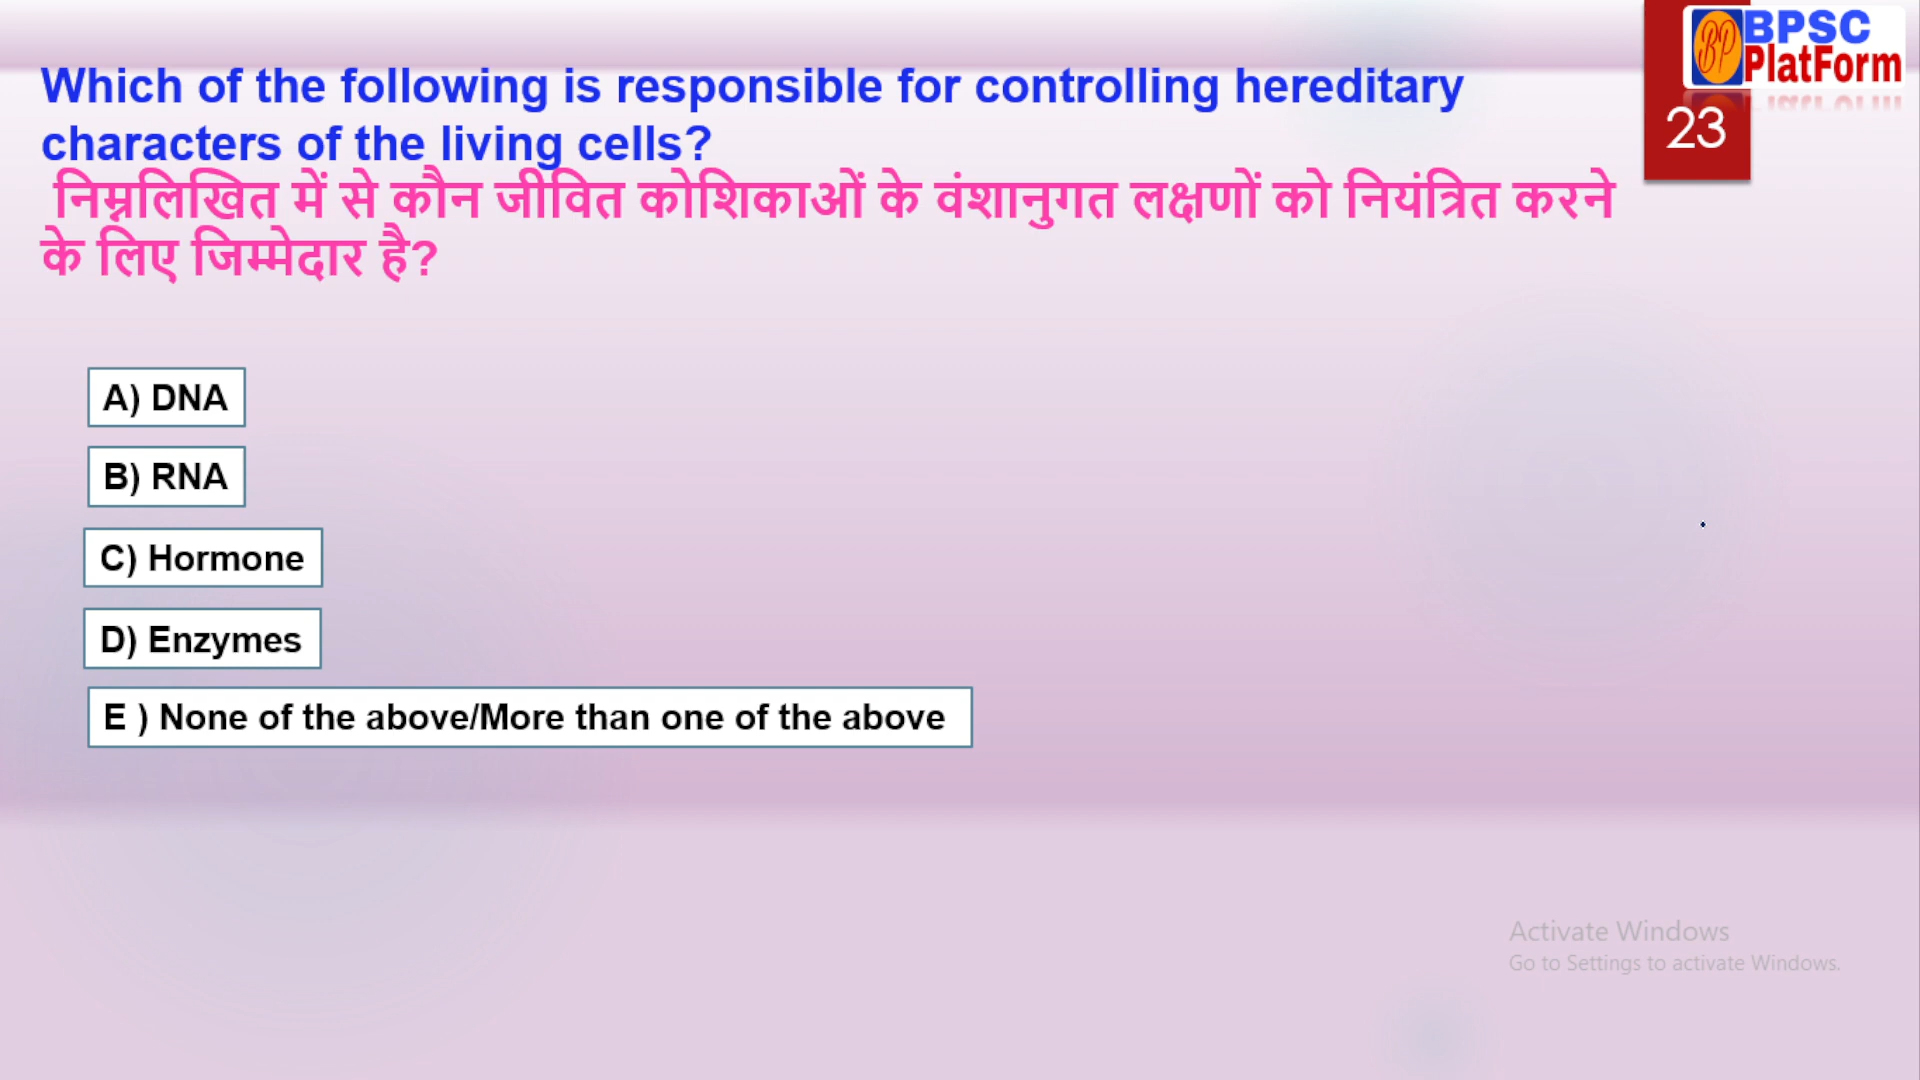 BPSC
PlatForm
23
Which of the following is responsible for controlling hereditary
characters of the living cells?
निम्नलिखित में से कौन जीवित कोशिकाओं के वंशानुगत लक्षणों को नियंत्रित करने
के लिए जिम्मेदार है?
A) DNA
B) RNA
C) Hormone
D) Enzymes
E ) None of the above/More than one of the above
Activate Windows
Go to Settings to activate Windows.